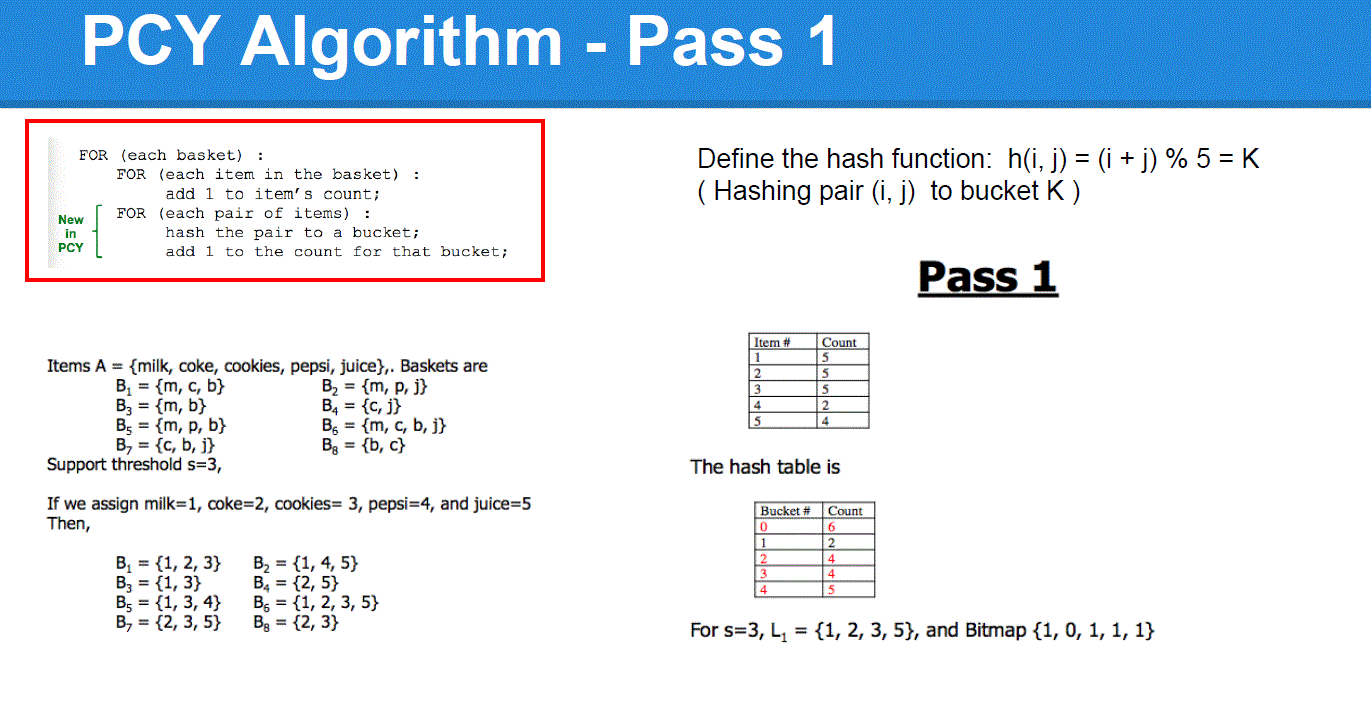 PCY Algorithm - Pass 1
FOR (each basket) :
FOR (each item in the basket) :
add 1 to item's count;
FOR (each pair of items) :
hash the pair to a bucket;
add 1 to the count for that bucket;
New
in
PCY
Define the hash function: h(i, j) = (i + j) % 5 = K
( Hashing pair (i, j) to bucket K )
Items A = {milk, coke, cookies, pepsi, juice},. Baskets are
B₁ = {m, c, b} B₂ = {m, p, j}
B₃ = {m, b} B₄ = {c, j}
B₅ = {m, p, b} B₆ = {m, c, b, j}
B₇ = {c, b, j} B₈ = {b, c}
Support threshold s=3,
If we assign milk=1, coke=2, cookies= 3, pepsi=4, and juice=5
Then,
B₁ = {1, 2, 3} B₂ = {1, 4, 5}
B₃ = {1, 3} B₄ = {2, 5}
B₅ = {1, 3, 4} B₆ = {1, 2, 3, 5}
B₇ = {2, 3, 5} B₈ = {2, 3}
Pass 1
Item # Count
1 5
2 5
3 5
4 2
5 4
The hash table is
Bucket # Count
0 6
1 2
2 4
3 4
4 5
For s=3, L₁ = {1, 2, 3, 5}, and Bitmap {1, 0, 1, 1, 1}